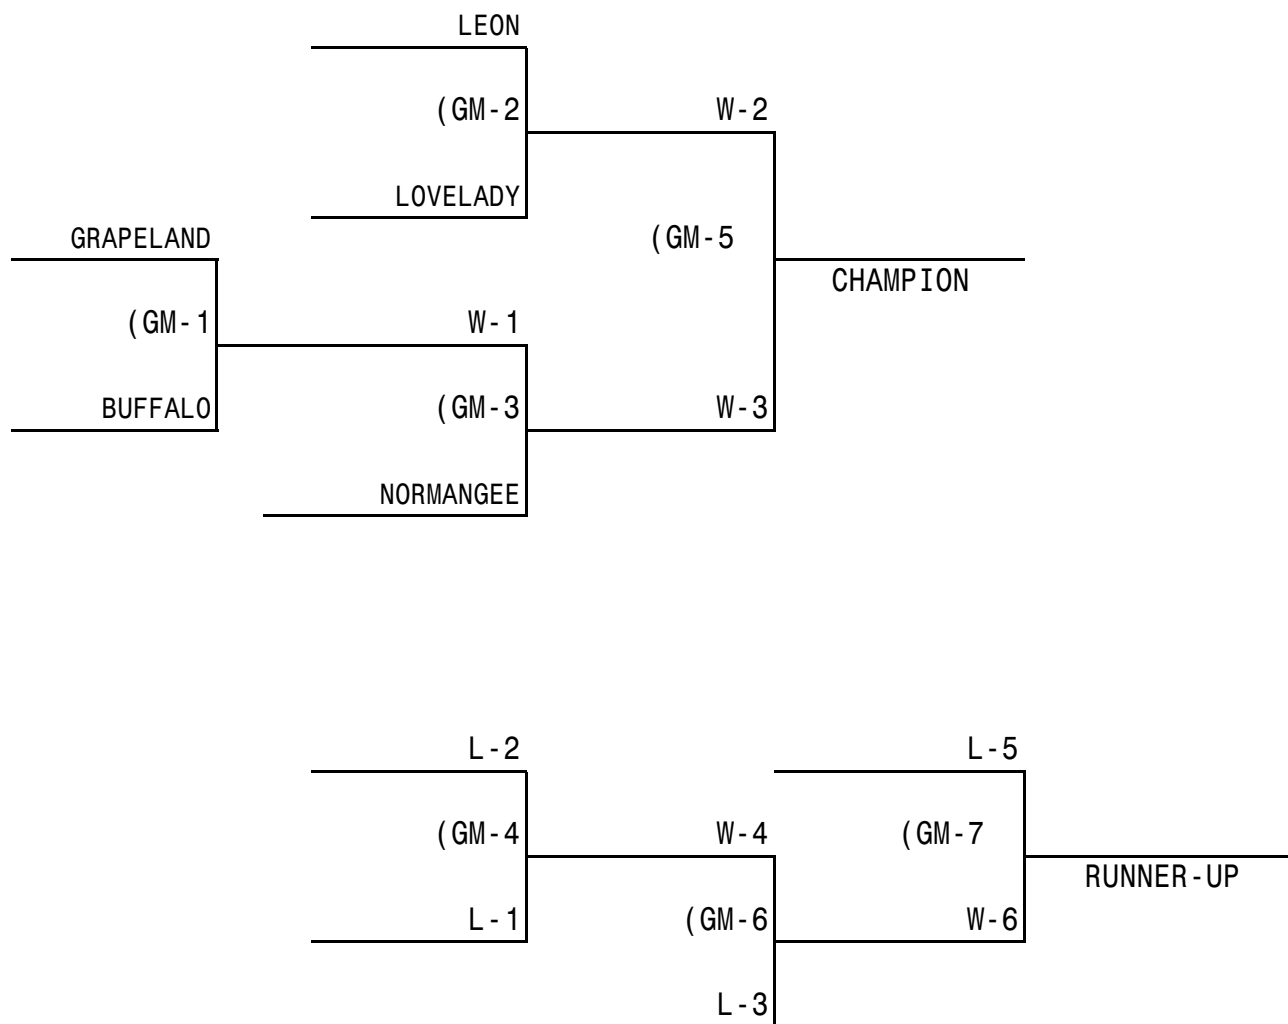 LEON
(GM-2
W-2
LOVELADY
GRAPELAND
(GM-5
CHAMPION
(GM-1
W-1
BUFFALO
(GM-3
W-3
NORMANGEE
L-2
L-5
(GM-4
W-4
(GM-7
RUNNER-UP
L-1
(GM-6
W-6
L-3